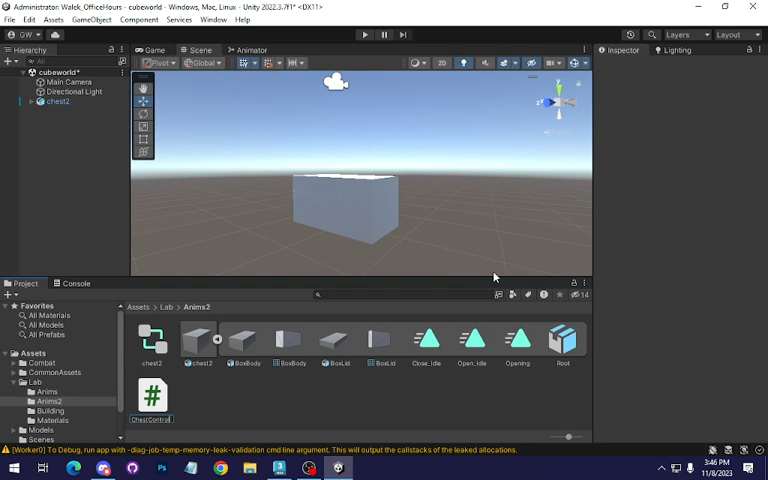 Administrator: Walek_OfficeHours - cubeworld - Windows, Mac, Linux - Unity 2022.3.7f1* <DX11>
File Edit Assets GameObject Component Services Window Help
GW Layers Layout
Hierarchy Game Scene Animator Inspector Lighting
All Pivot Global 2D
cubeworld*
Main Camera
Directional Light
chest2
Project Console
14
Favorites
All Materials
All Models
All Prefabs
Assets
Combat
CommonAssets
Lab
Anims
Anims2
Building
Materials
Models
Scenes
Assets > Lab > Anims2
chest2 chest2 BoxBody BoxBody BoxLid BoxLid Close_Idle Open_Idle Opening Root
ChestControl
[Worker0] To Debug, run app with -diag-job-temp-memory-leak-validation cmd line argument. This will output the callstacks of the leaked allocations.
3:46 PM
11/8/2023